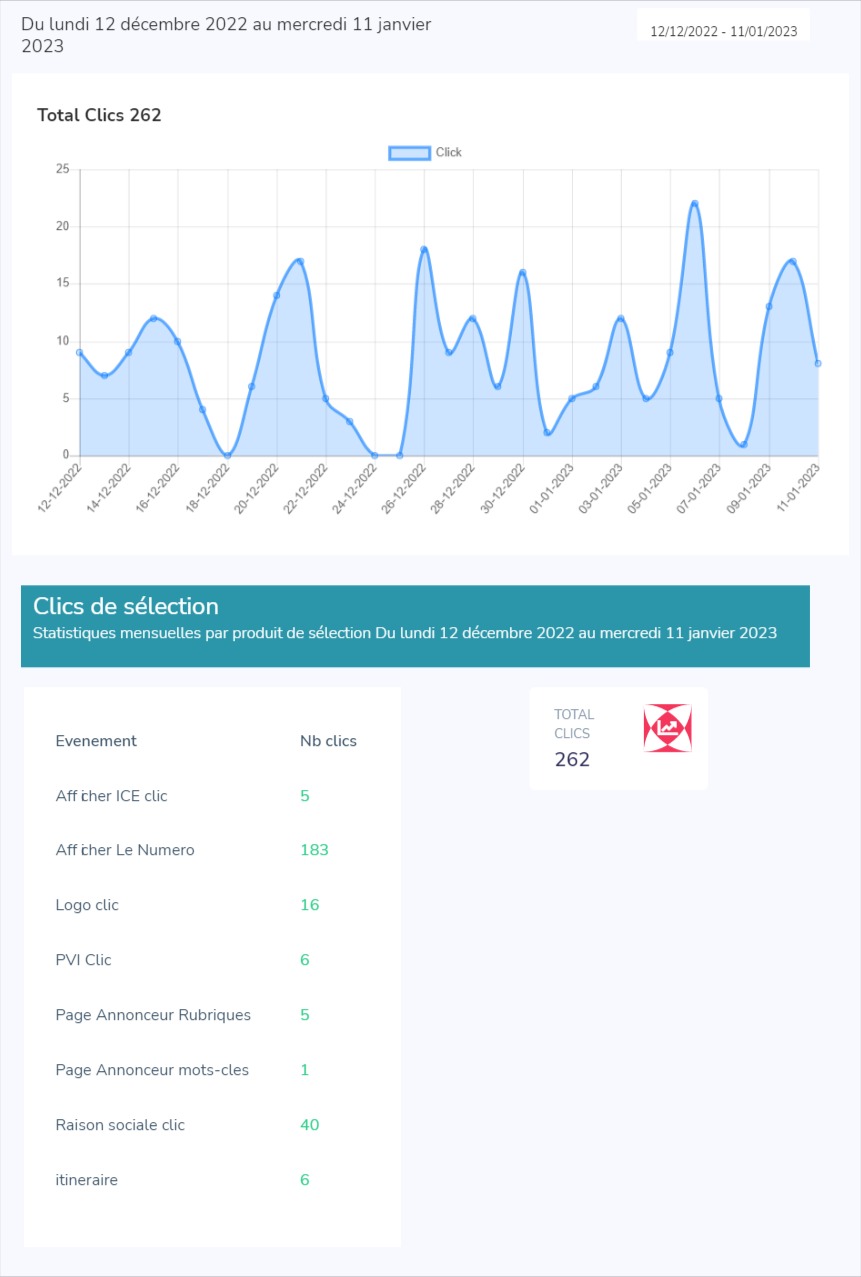 Du lundi 12 décembre 2022 au mercredi 11 janvier
2023
12/12/2022 - 11/01/2023
Total Clics 262
Click
25
20
15
10
5
0
12-12-2022
14-12-2022
16-12-2022
18-12-2022
20-12-2022
22-12-2022
24-12-2022
26-12-2022
28-12-2022
30-12-2022
01-01-2023
03-01-2023
05-01-2023
07-01-2023
09-01-2023
11-01-2023
Clics de sélection
Statistiques mensuelles par produit de sélection Du lundi 12 décembre 2022 au mercredi 11 janvier 2023
Evenement Nb clics
Afficher ICE clic 5
Afficher Le Numero 183
Logo clic 16
PVI Clic 6
Page Annonceur Rubriques 5
Page Annonceur mots-cles 1
Raison sociale clic 40
itineraire 6
TOTAL
CLICS
262